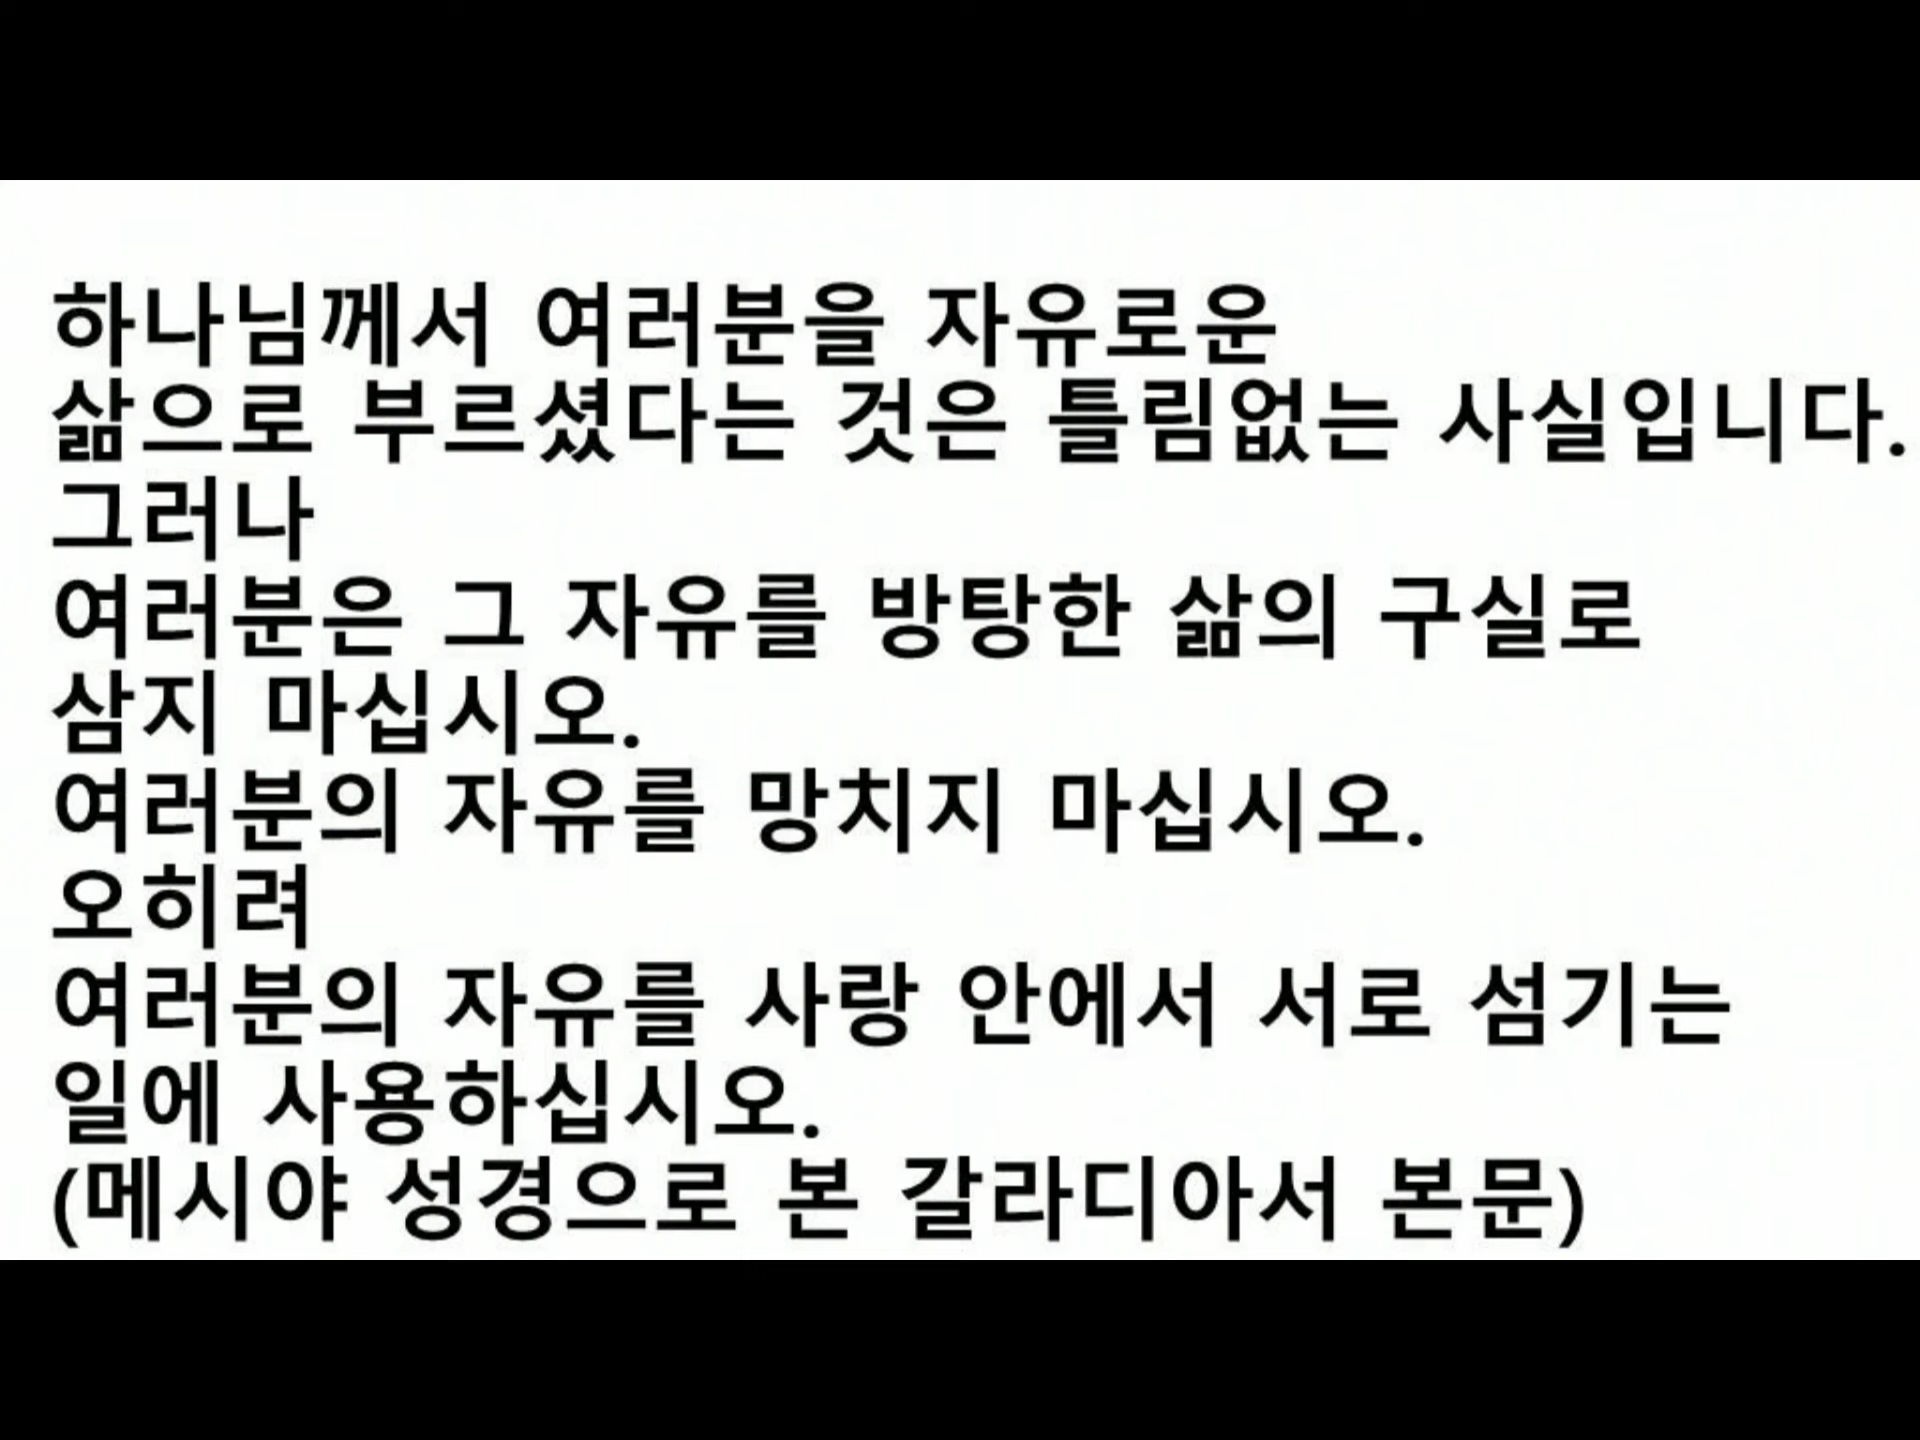 하나님께서 여러분을 자유로운
삶으로 부르셨다는 것은 틀림없는 사실입니다.
그러나
여러분은 그 자유를 방탕한 삶의 구실로
삼지 마십시오.
여러분의 자유를 망치지 마십시오.
오히려
여러분의 자유를 사랑 안에서 서로 섬기는
일에 사용하십시오.
(메시야 성경으로 본 갈라디아서 본문)